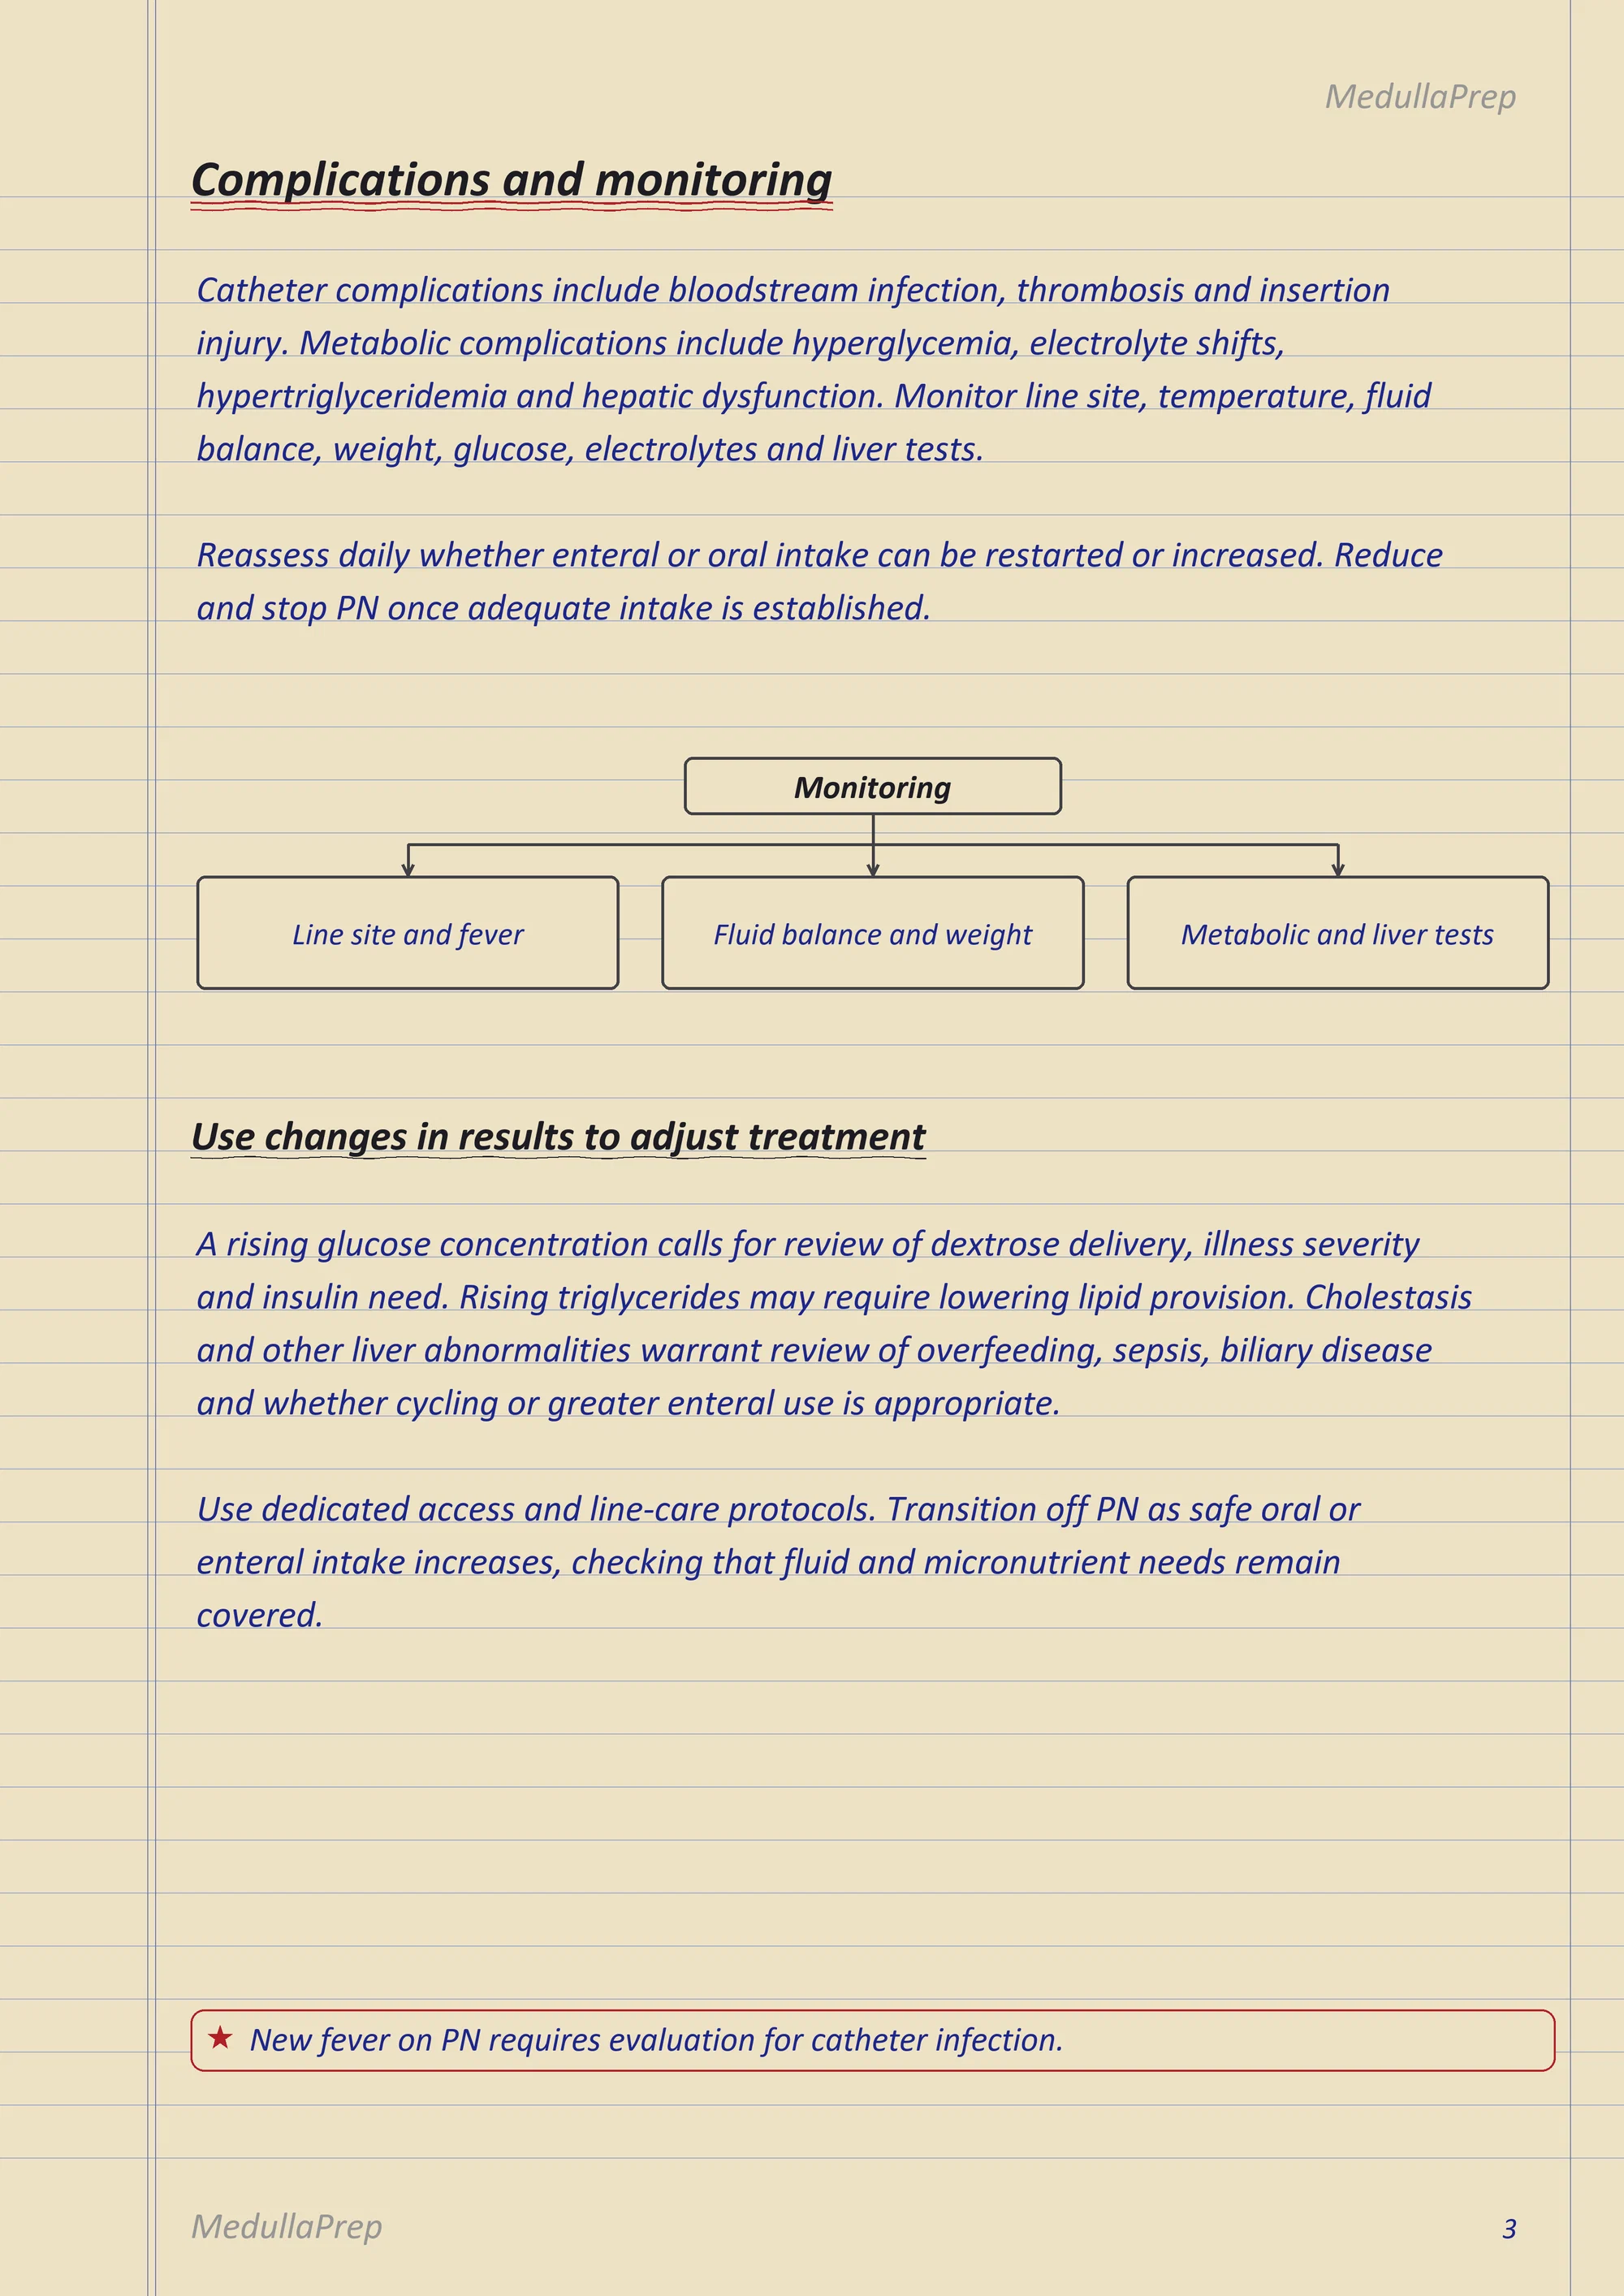 MedullaPrep
Complications and monitoring
Catheter complications include bloodstream infection, thrombosis and insertion
injury. Metabolic complications include hyperglycemia, electrolyte shifts,
hypertriglyceridemia and hepatic dysfunction. Monitor line site, temperature, fluid
balance, weight, glucose, electrolytes and liver tests.
Reassess daily whether enteral or oral intake can be restarted or increased. Reduce
and stop PN once adequate intake is established.
Monitoring
Line site and fever
Fluid balance and weight
Metabolic and liver tests
Use changes in results to adjust treatment
A rising glucose concentration calls for review of dextrose delivery, illness severity
and insulin need. Rising triglycerides may require lowering lipid provision. Cholestasis
and other liver abnormalities warrant review of overfeeding, sepsis, biliary disease
and whether cycling or greater enteral use is appropriate.
Use dedicated access and line-care protocols. Transition off PN as safe oral or
enteral intake increases, checking that fluid and micronutrient needs remain
covered.
★ New fever on PN requires evaluation for catheter infection.
MedullaPrep
3